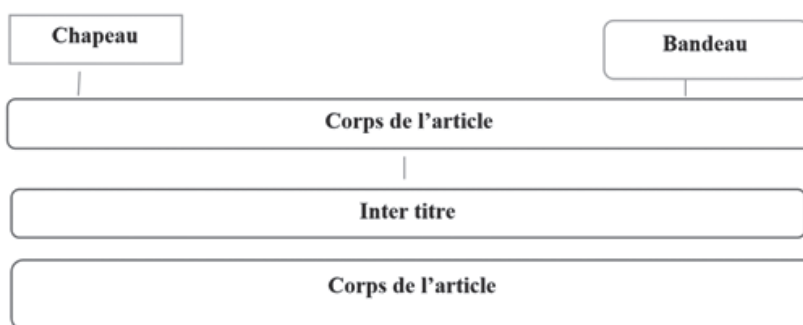 Chapeau
Bandeau
Corps de l’article
Inter titre
Corps de l’article